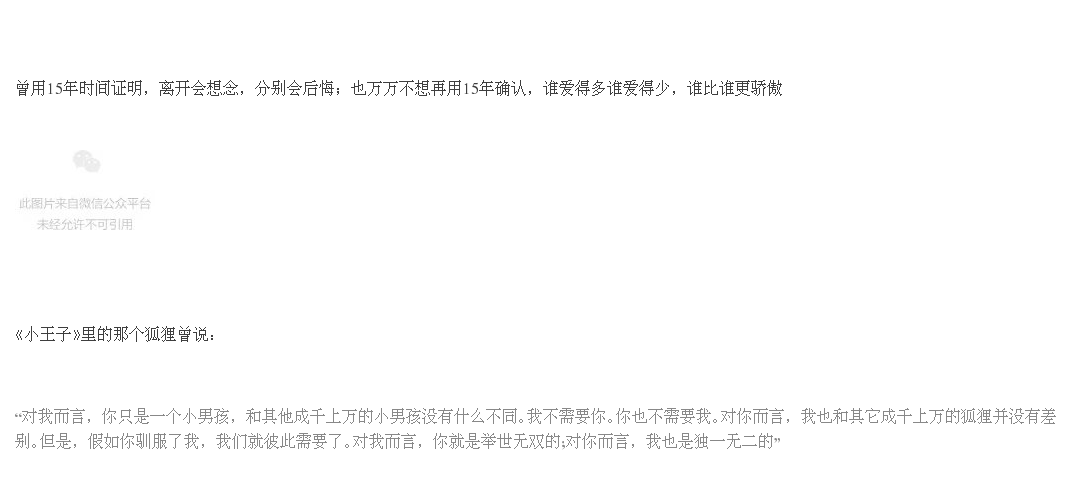 曾用15年时间证明，离开会想念，分别会后悔；也万万不想再用15年确认，谁爱得多谁爱得少，谁比谁更骄傲
此图片来自微信公众平台
未经允许不可引用
《小王子》里的那个狐狸曾说：
“对我而言，你只是一个小男孩，和其他成千上万的小男孩没有什么不同。我不需要你。你也不需要我。对你而言，我也和其它成千上万的狐狸并没有差
别。但是，假如你驯服了我，我们就彼此需要了。对我而言，你就是举世无双的;对你而言，我也是独一无二的”